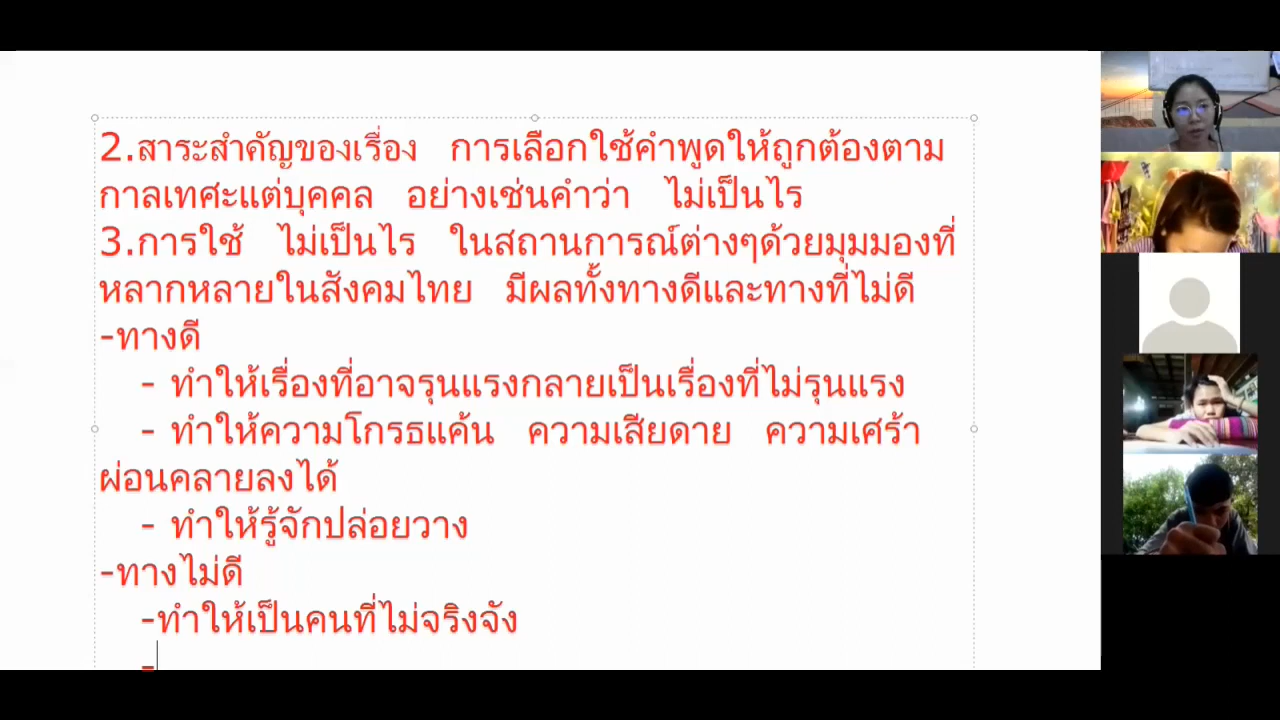 2.สาระสำคัญของเรื่อง การเลือกใช้คำพูดให้ถูกต้องตาม
กาลเทศะแต่บุคคล อย่างเช่นคำว่า ไม่เป็นไร
3.การใช้ ไม่เป็นไร ในสถานการณ์ต่างๆด้วยมุมมองที่
หลากหลายในสังคมไทย มีผลทั้งทางดีและทางที่ไม่ดี
-ทางดี
- ทำให้เรื่องที่อาจรุนแรงกลายเป็นเรื่องที่ไม่รุนแรง
- ทำให้ความโกรธแค้น ความเสียดาย ความเศร้า
ผ่อนคลายลงได้
- ทำให้รู้จักปล่อยวาง
-ทางไม่ดี
-ทำให้เป็นคนที่ไม่จริงจัง
-